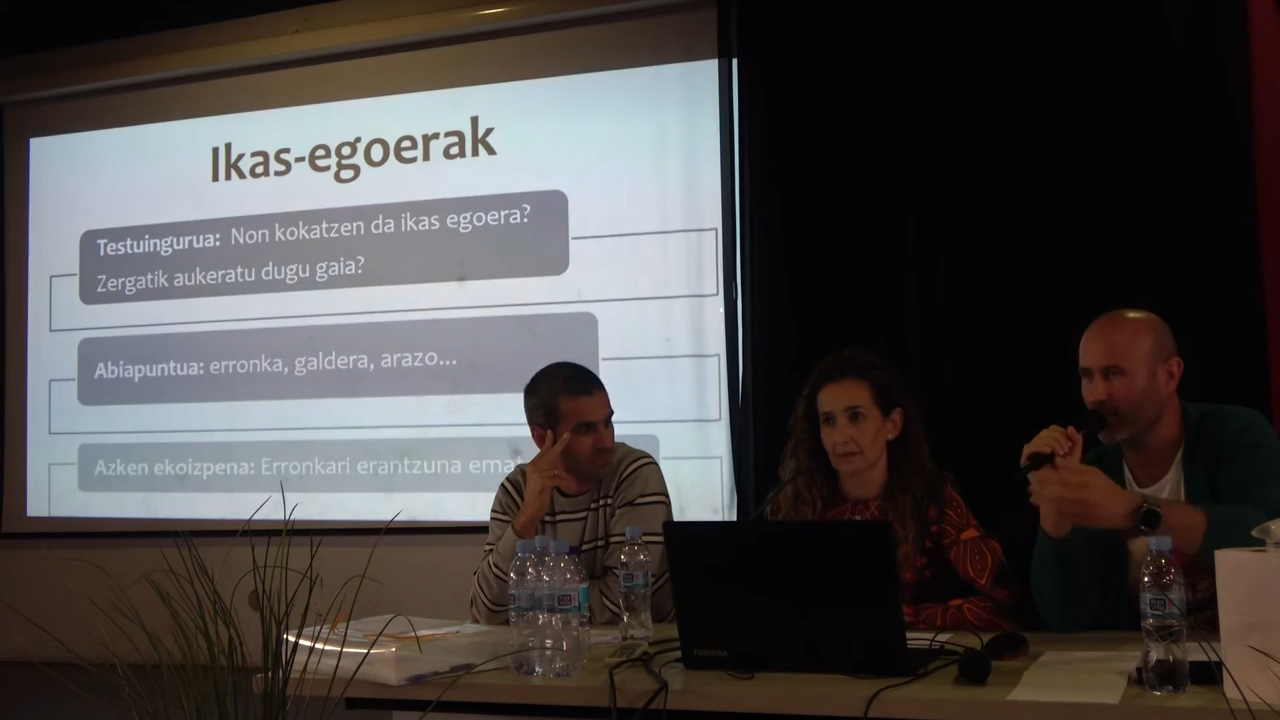 Ikas-egoerak
Testuingurua: Non kokatzen da ikas egoera?
Zergatik aukeratu dugu gaia?
Abiapuntua: erronka, galdera, arazo...
Azken ekoizpena: Erronkari erantzuna
TOSHIBA